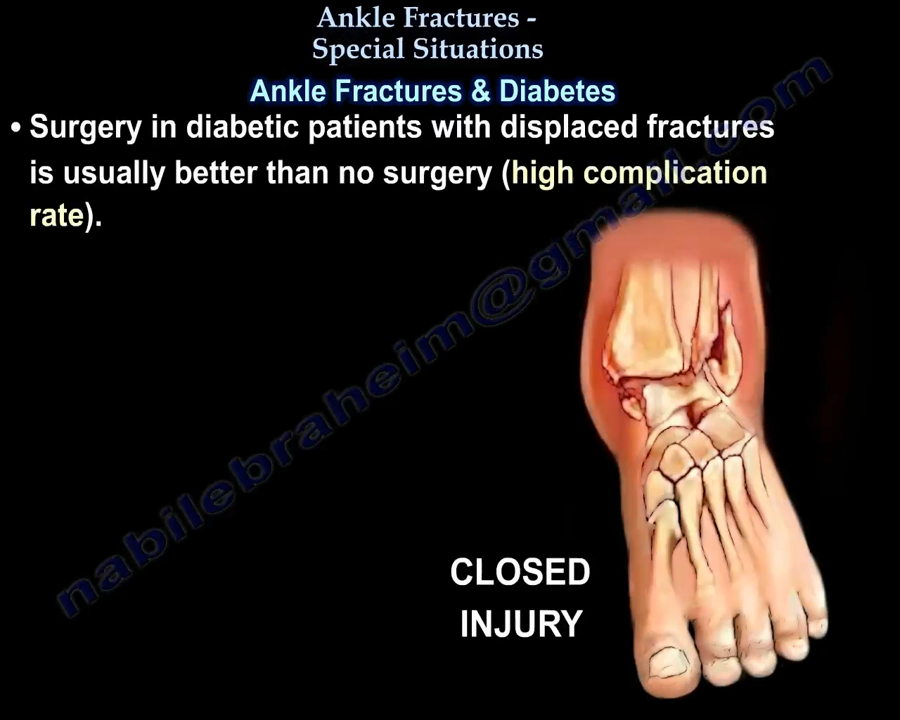 Ankle Fractures -
Special Situations
Ankle Fractures & Diabetes
• Surgery in diabetic patients with displaced fractures
is usually better than no surgery (high complication
rate).
nabilebraheim@gmail.com
CLOSED
INJURY